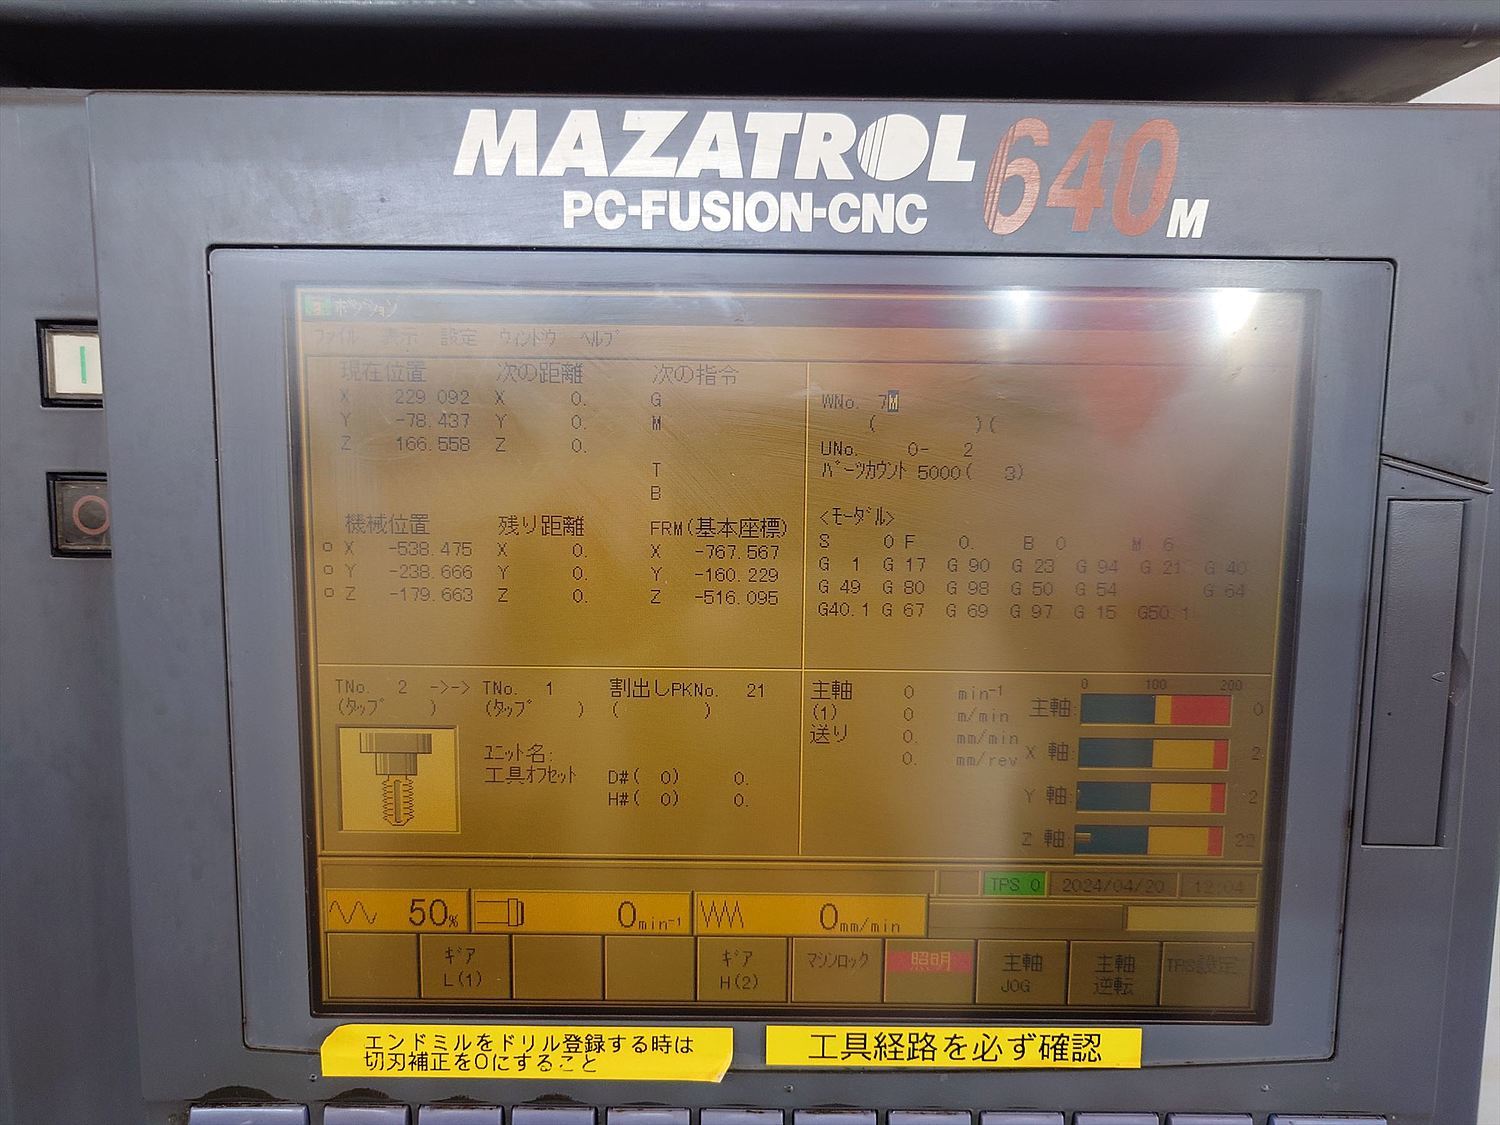 MAZATROL 640M
PC-FUSION-CNC
ポジション
ファイル 表示 設定 ウィンドウ ヘルプ
現在位置 次の距離 次の指令
X 229.092 X 0. G
Y -78.437 Y 0. M
Z 166.558 Z 0.
T
B
WNo. 7M
( )(
UNo. 0- 2
パーツカウント 5000( 3)
機械位置 残り距離 FRM(基本座標)
X -538.475 X 0. X -767.567
Y -238.666 Y 0. Y -160.229
Z -179.663 Z 0. Z -516.095
<モーダル>
S 0 F 0. B 0 M 6
G 1 G 17 G 90 G 23 G 94 G 21 G 40
G 49 G 80 G 98 G 50 G 54 G 64
G40.1 G 67 G 69 G 97 G 15 G50.1
TNo. 2 ->-> TNo. 1 割出しPKNo. 21
(タップ ) (タップ ) ( )
ユニット名:
工具オフセット D#( 0) 0.
H#( 0) 0.
主軸 0 min-1
(1) 0 m/min
送り 0. mm/min
0. mm/rev
0 100 200
主軸: 0
X 軸: 2
Y 軸: 2
Z 軸: 22
TPS 0 2024/04/20 12:04
50% 0min-1 0mm/min
ギア L(1) ギア H(2) マシンロック 照明 主軸 JOG 主軸 逆転 TPS設定
エンドミルをドリル登録する時は
切刃補正を0にすること
工具経路を必ず確認